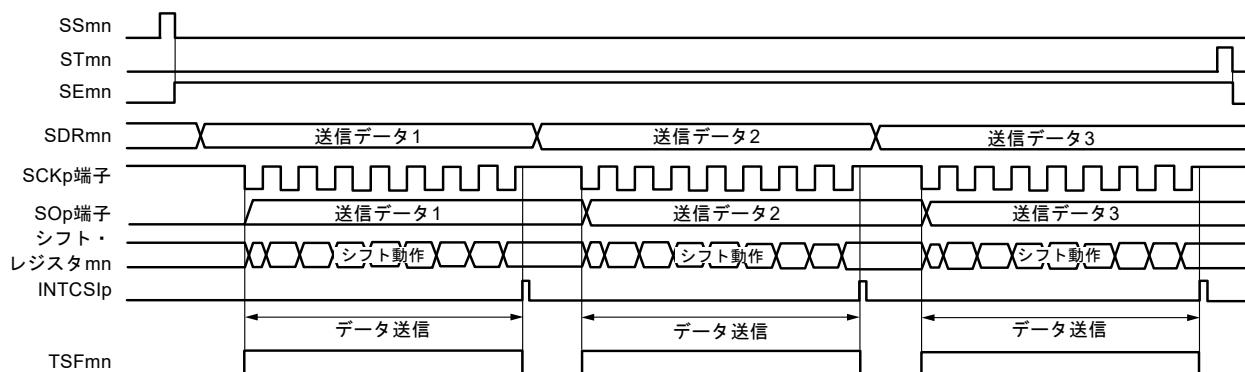 SSmn
STmn
SEmn
SDRmn 送信データ1 送信データ2 送信データ3
SCKp端子
SOp端子 送信データ1 送信データ2 送信データ3
シフト・
レジスタmn シフト動作 シフト動作 シフト動作
INTCSIp
データ送信 データ送信 データ送信
TSFmn